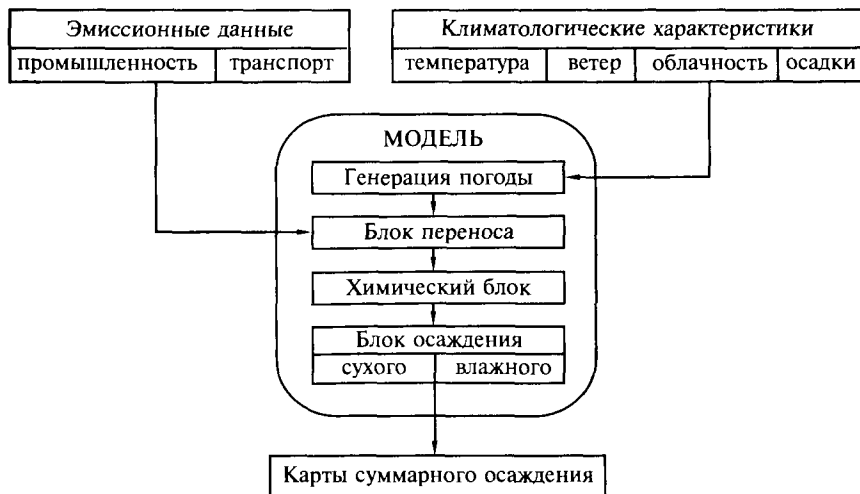 Эмиссионные данные
промышленность транспорт
Климатологические характеристики
температура ветер облачность осадки
МОДЕЛЬ
Генерация погоды
Блок переноса
Химический блок
Блок осаждения
сухого влажного
Карты суммарного осаждения